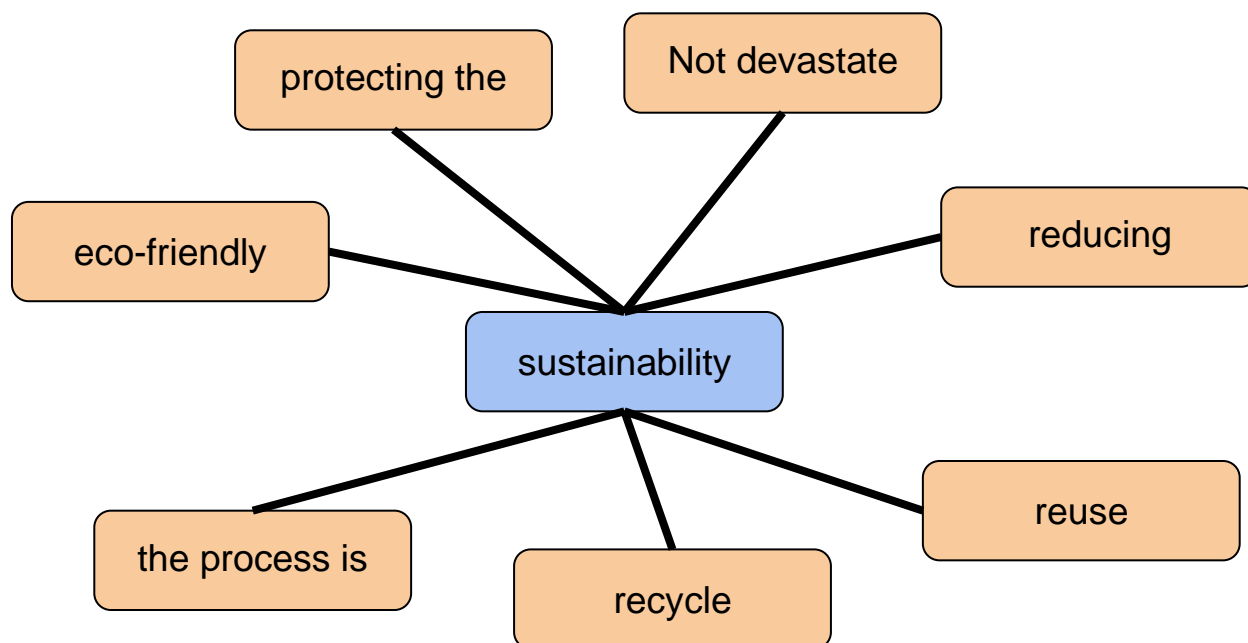 Not devastate
protecting the
reducing
eco-friendly
sustainability
reuse
the process is
recycle